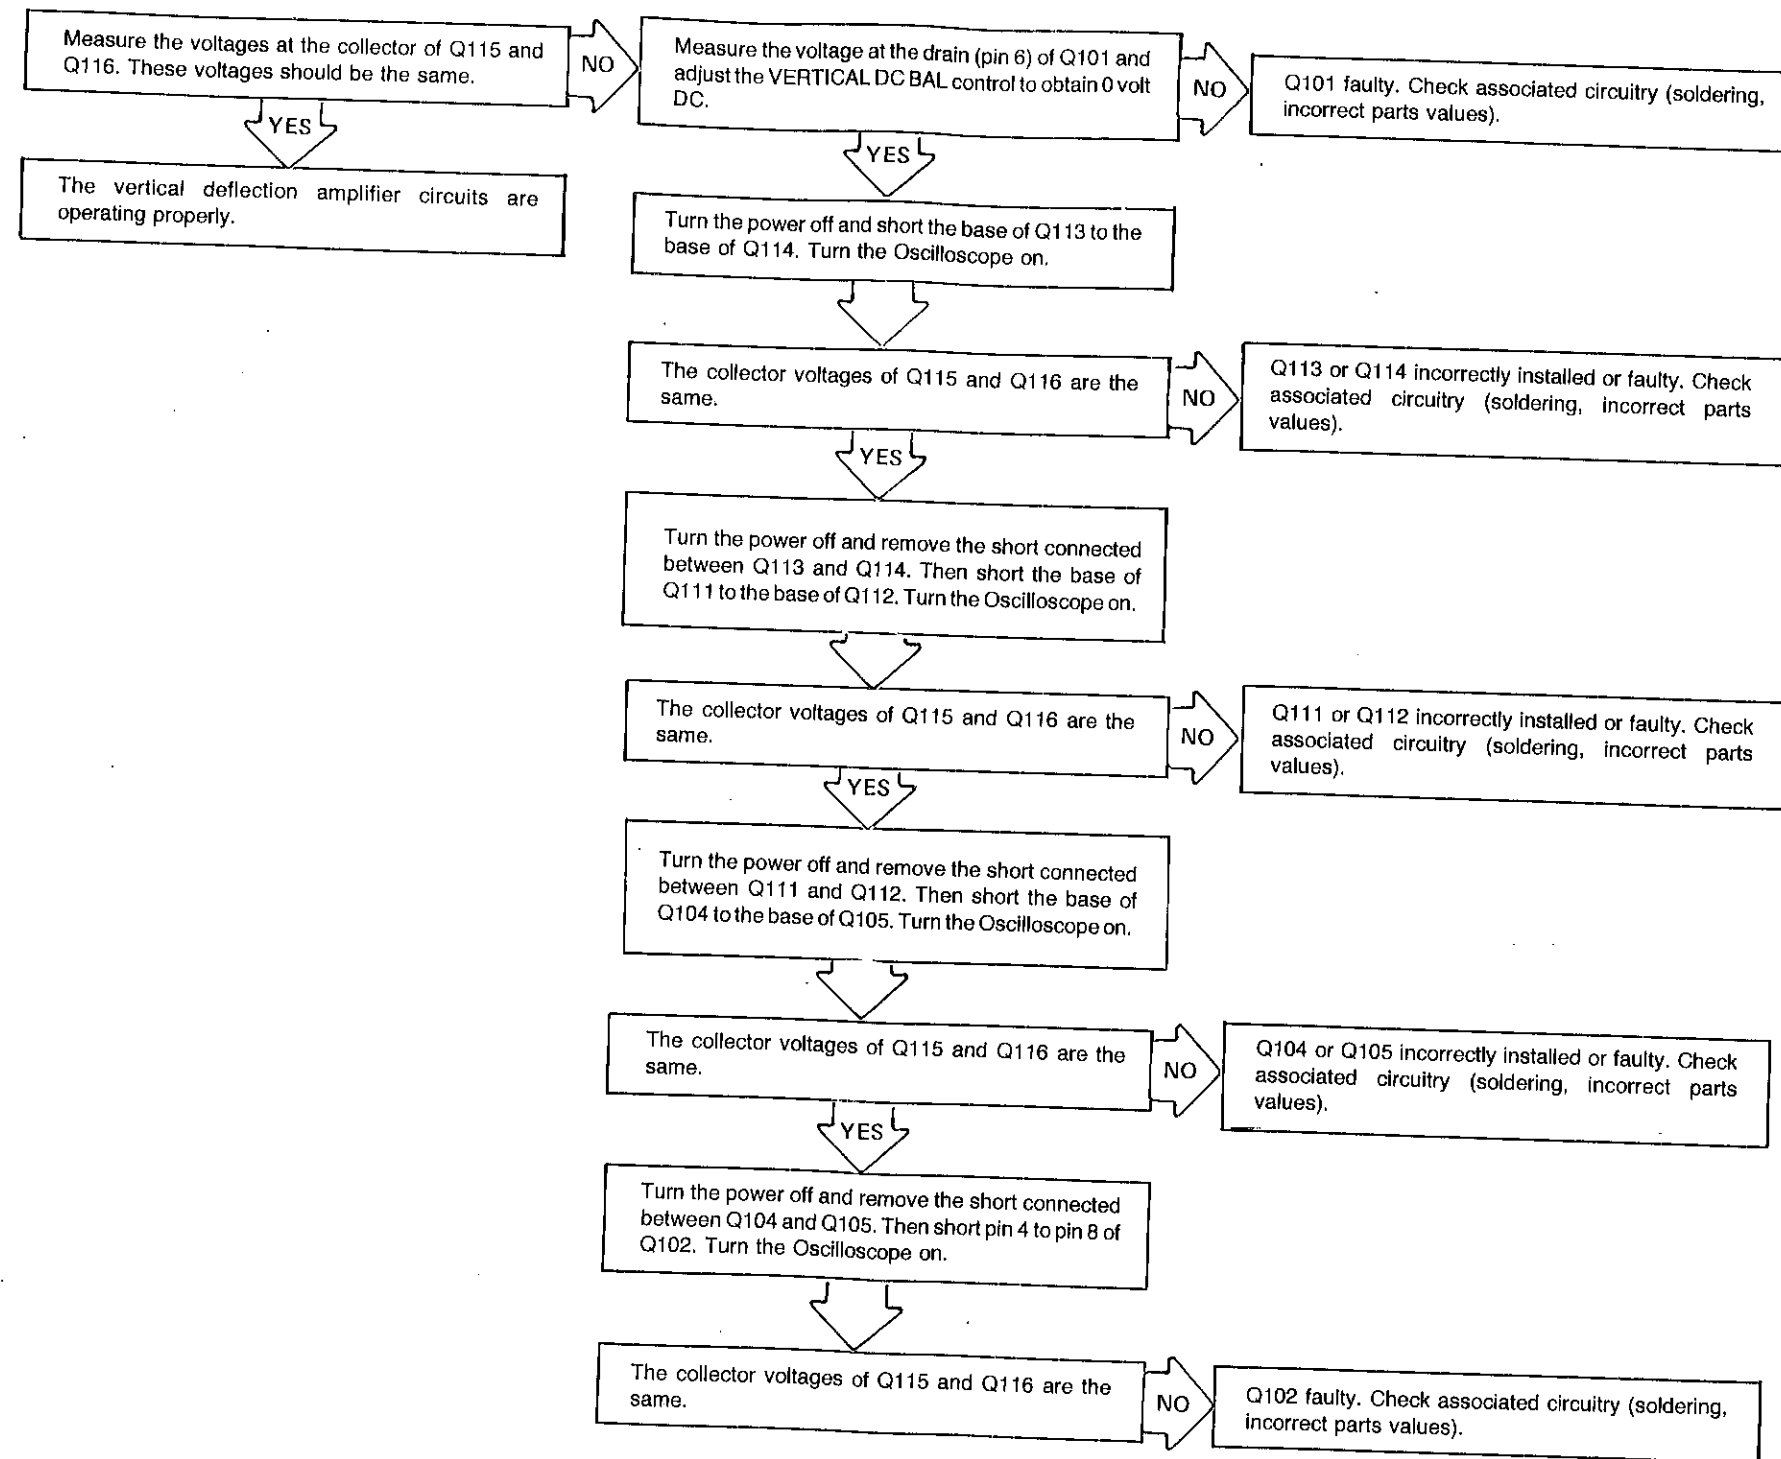 Measure the voltages at the collector of Q115 and
Q116. These voltages should be the same.
NO
Measure the voltage at the drain (pin 6) of Q101 and
adjust the VERTICAL DC BAL control to obtain 0 volt
DC.
NO
Q101 faulty. Check associated circuitry (soldering,
incorrect parts values).
YES
The vertical deflection amplifier circuits are
operating properly.
YES
Turn the power off and short the base of Q113 to the
base of Q114. Turn the Oscilloscope on.
The collector voltages of Q115 and Q116 are the
same.
NO
Q113 or Q114 incorrectly installed or faulty. Check
associated circuitry (soldering, incorrect parts
values).
YES
Turn the power off and remove the short connected
between Q113 and Q114. Then short the base of
Q111 to the base of Q112. Turn the Oscilloscope on.
The collector voltages of Q115 and Q116 are the
same.
NO
Q111 or Q112 incorrectly installed or faulty. Check
associated circuitry (soldering, incorrect parts
values).
YES
Turn the power off and remove the short connected
between Q111 and Q112. Then short the base of
Q104 to the base of Q105. Turn the Oscilloscope on.
The collector voltages of Q115 and Q116 are the
same.
NO
Q104 or Q105 incorrectly installed or faulty. Check
associated circuitry (soldering, incorrect parts
values).
YES
Turn the power off and remove the short connected
between Q104 and Q105. Then short pin 4 to pin 8 of
Q102. Turn the Oscilloscope on.
The collector voltages of Q115 and Q116 are the
same.
NO
Q102 faulty. Check associated circuitry (soldering,
incorrect parts values).